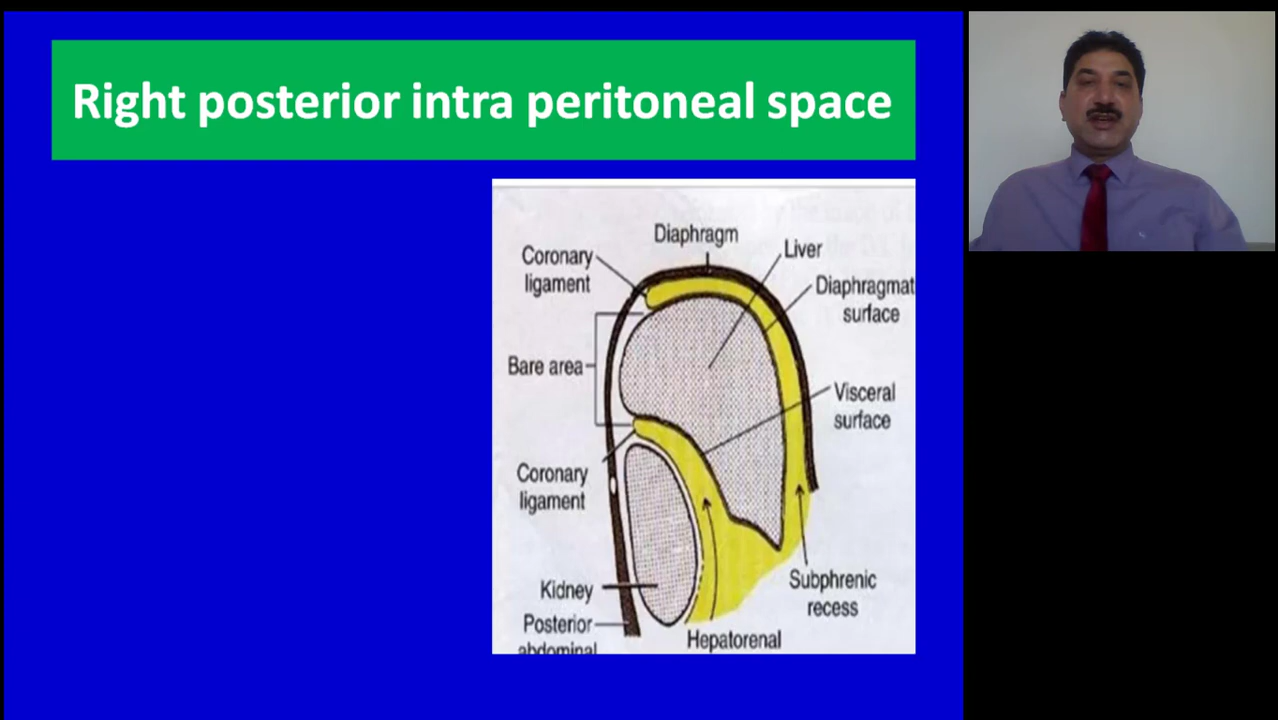 Right posterior intra peritoneal space
Diaphragm
Liver
Coronary
ligament
Diaphragmat
surface
Bare area
Visceral
surface
Coronary
ligament
Kidney
Subphrenic
recess
Posterior
abdominal
Hepatorenal